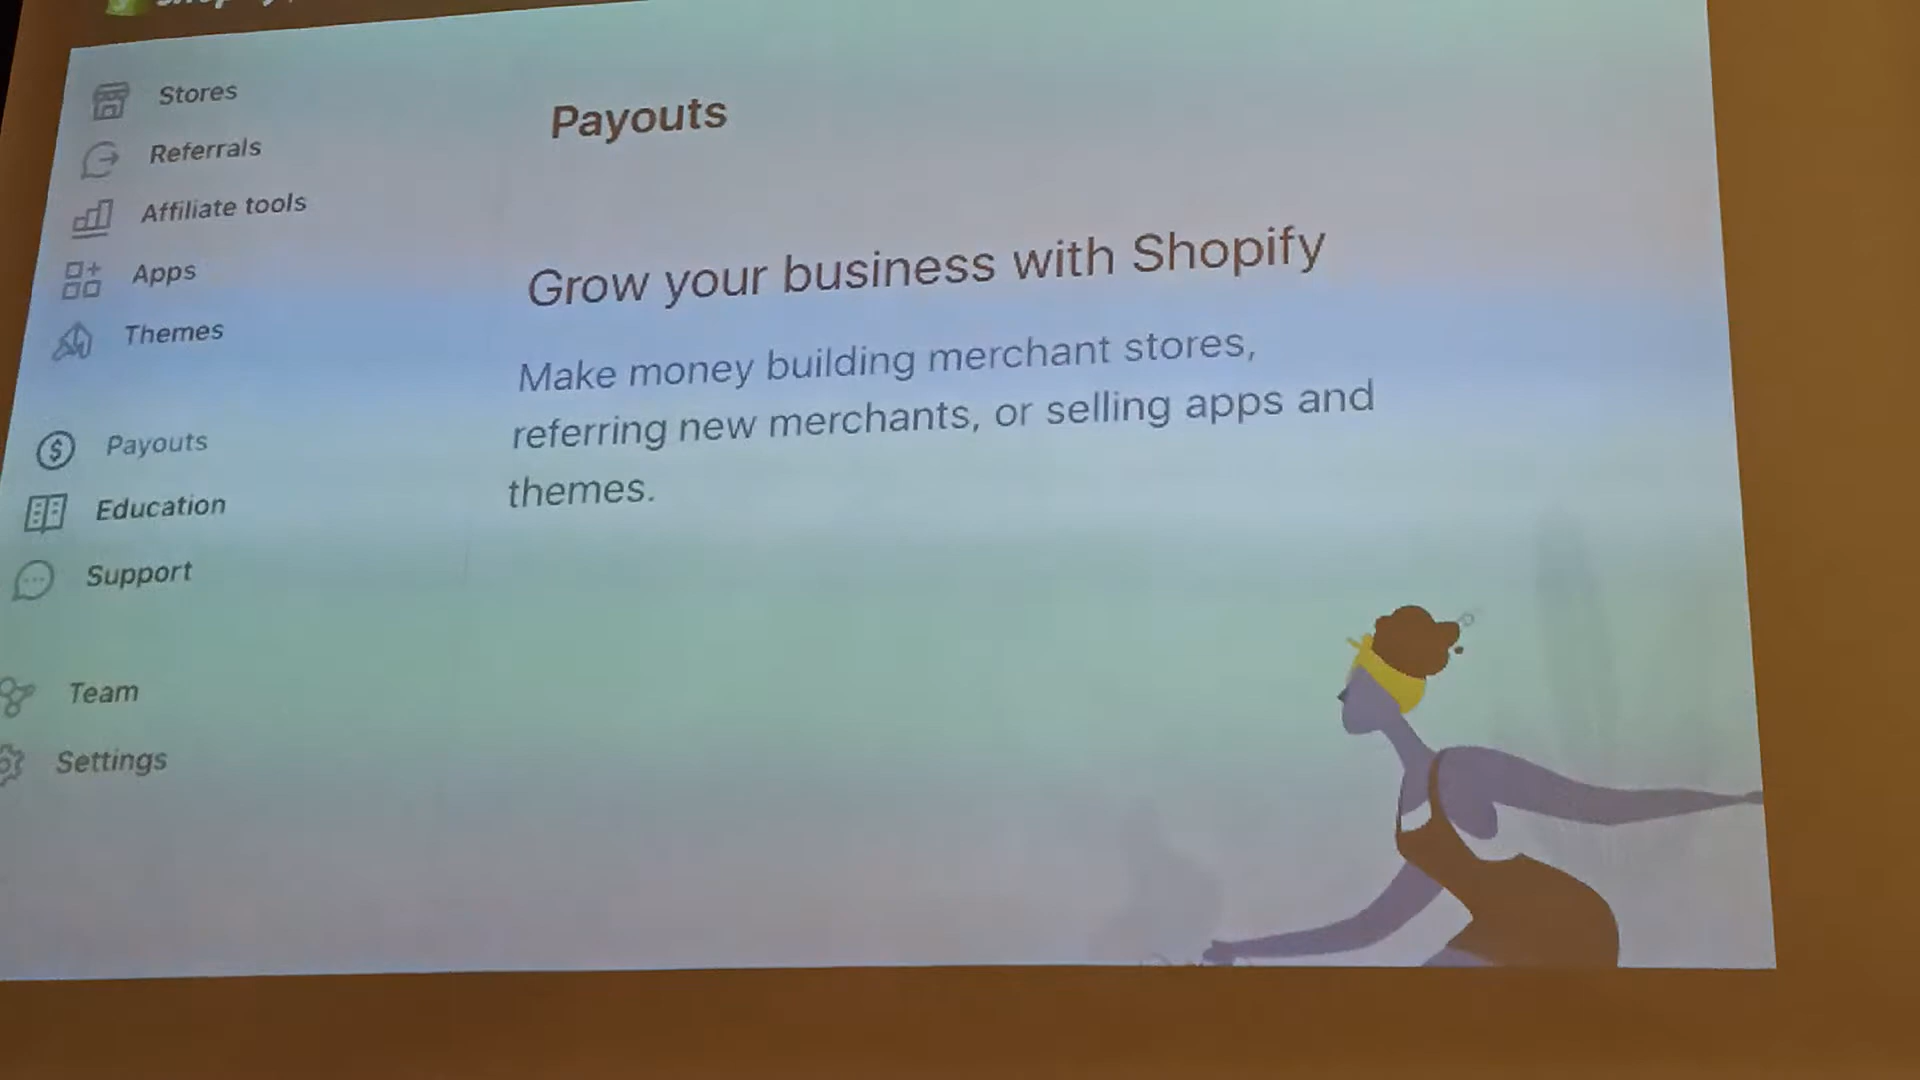 Stores
Referrals
Affiliate tools
Apps
Themes
Payouts
Education
Support
Team
Settings
Payouts
Grow your business with Shopify
Make money building merchant stores,
referring new merchants, or selling apps and
themes.